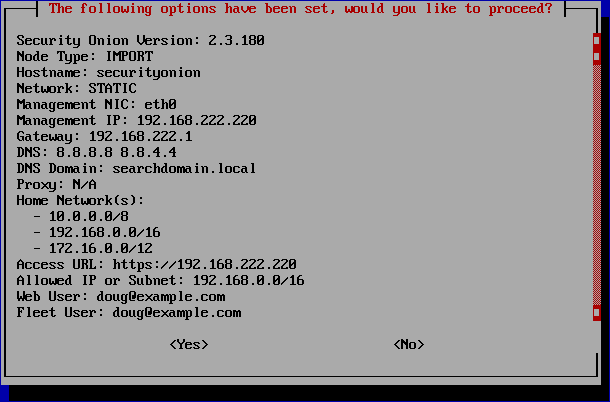 The following options have been set, would you like to proceed?
Security Onion Version: 2.3.180
Node Type: IMPORT
Hostname: securityonion
Network: STATIC
Management NIC: eth0
Management IP: 192.168.222.220
Gateway: 192.168.222.1
DNS: 8.8.8.8 8.8.4.4
DNS Domain: searchdomain.local
Proxy: N/A
Home Network(s):
- 10.0.0.0/8
- 192.168.0.0/16
- 172.16.0.0/12
Access URL: https://192.168.222.220
Allowed IP or Subnet: 192.168.0.0/16
Web User: doug@example.com
Fleet User: doug@example.com
<Yes> <No>